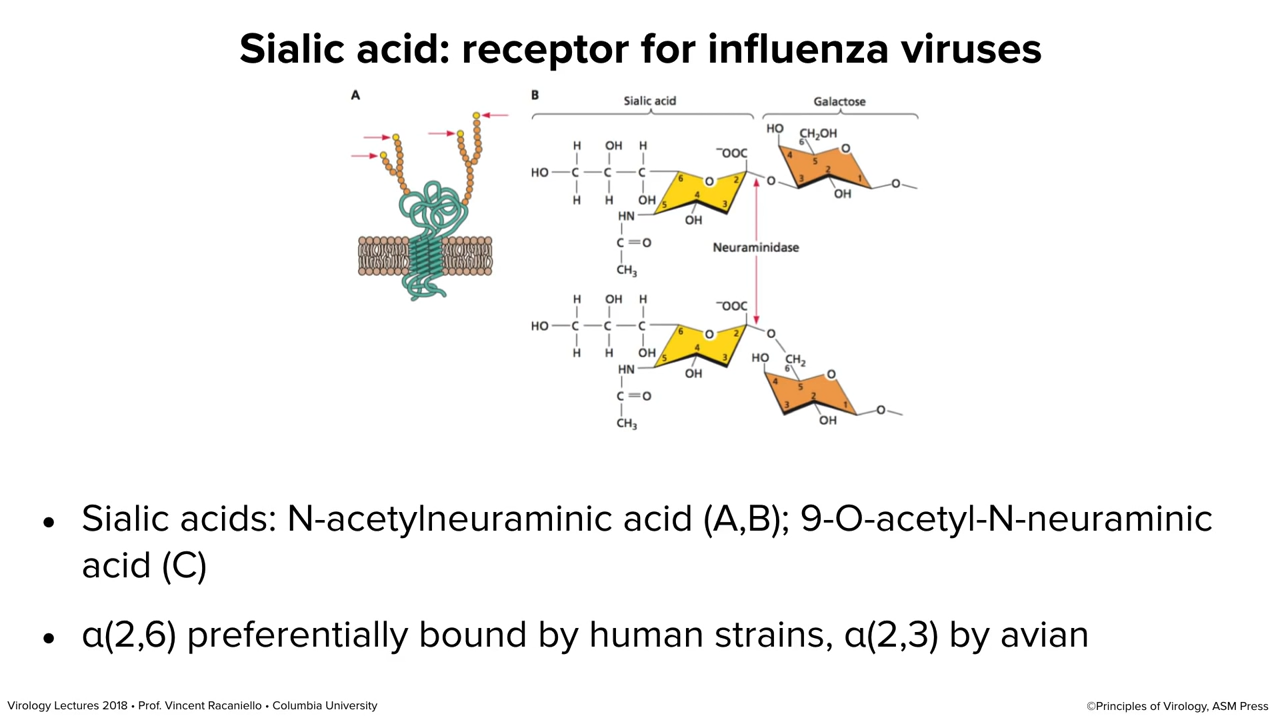 Sialic acid: receptor for influenza viruses
A
B
Sialic acid
Galactose
H OH H
HO—C—C—C
H H OH
HN
C=O
CH₃
⁻OOC
6 O 2
5 4 3
OH
O
HO
CH₂OH
6
4 5 O
3 2 1
OH
O
Neuraminidase
H OH H
HO—C—C—C
H H OH
HN
C=O
CH₃
⁻OOC
6 O 2
5 4 3
OH
O
HO CH₂
6
4 5 O
3 2 1
OH
O
• Sialic acids: N-acetylneuraminic acid (A,B); 9-O-acetyl-N-neuraminic
acid (C)
• α(2,6) preferentially bound by human strains, α(2,3) by avian
Virology Lectures 2018 • Prof. Vincent Racaniello • Columbia University
©Principles of Virology, ASM Press